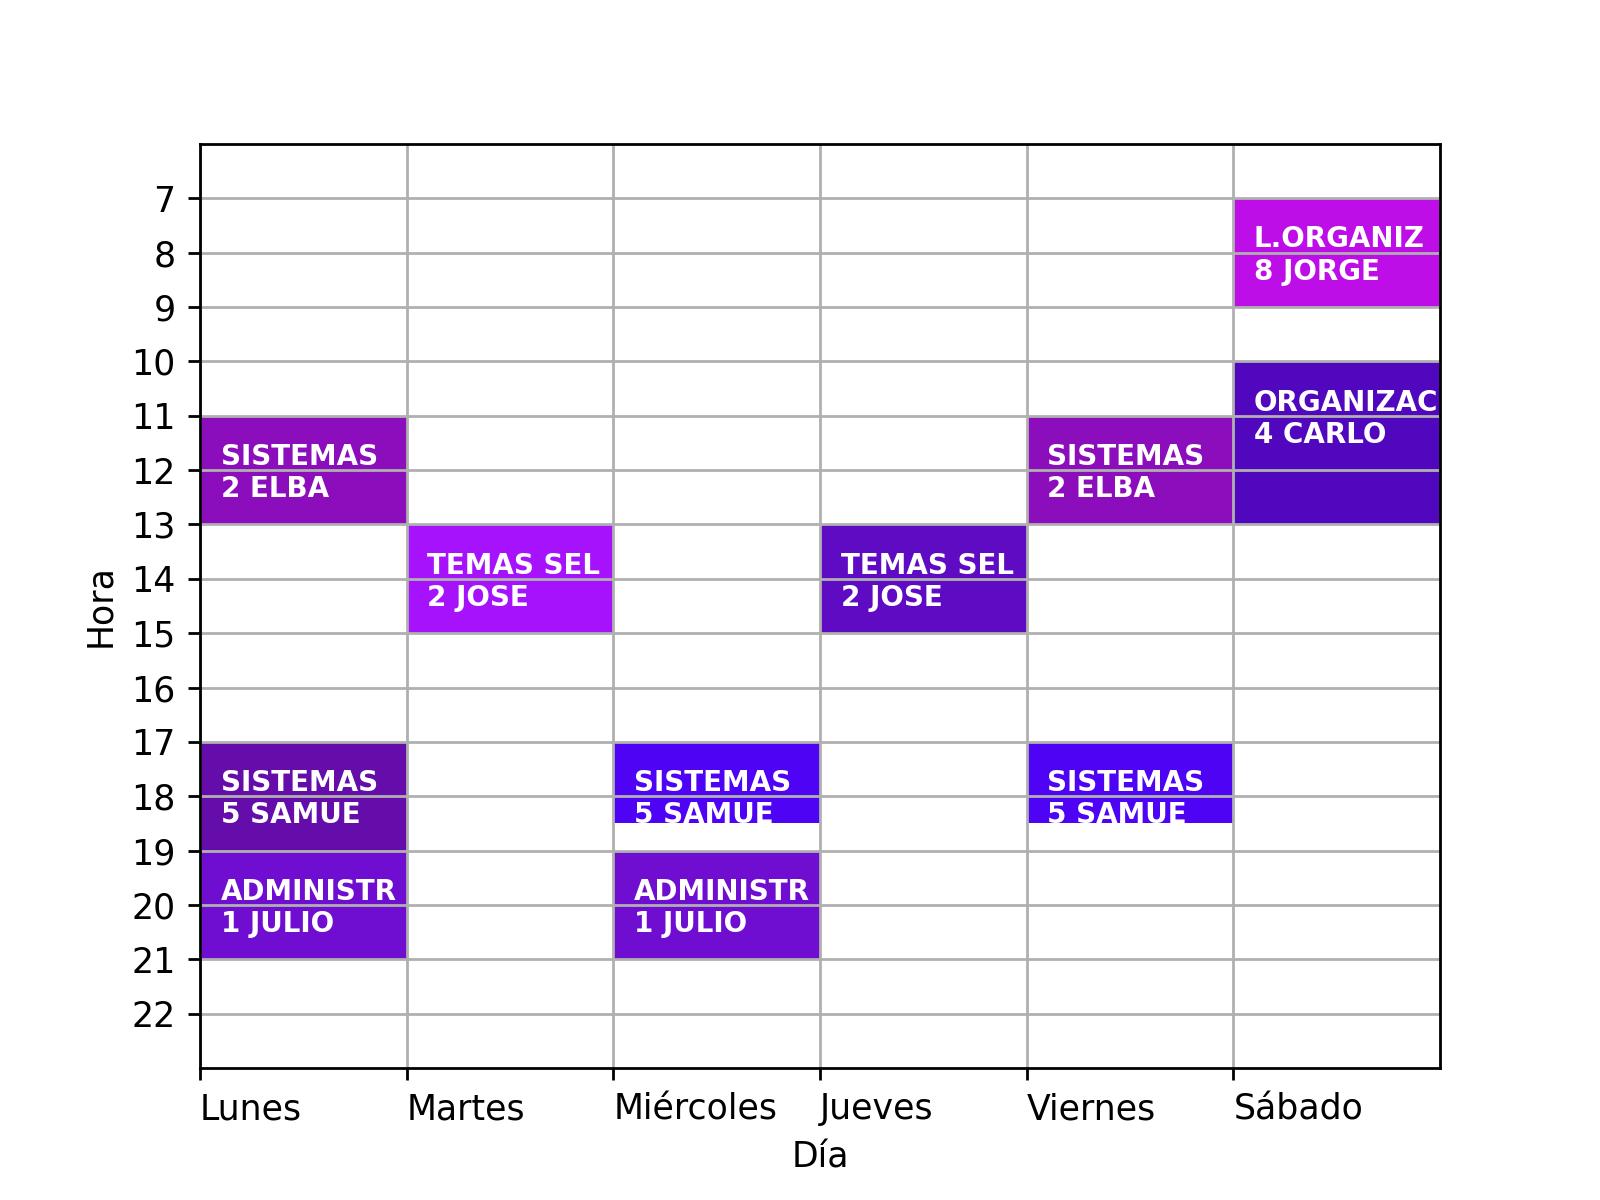 7
L.ORGANIZ
8
8 JORGE
9
10
ORGANIZAC
11
4 CARLO
SISTEMAS
SISTEMAS
12
2 ELBA
2 ELBA
13
TEMAS SEL
TEMAS SEL
14
2 JOSE
2 JOSE
Hora
15
16
17
SISTEMAS
SISTEMAS
SISTEMAS
18
5 SAMUE
5 SAMUE
5 SAMUE
19
ADMINISTR
ADMINISTR
20
1 JULIO
1 JULIO
21
22
Lunes Martes Miércoles Jueves Viernes Sábado
Día